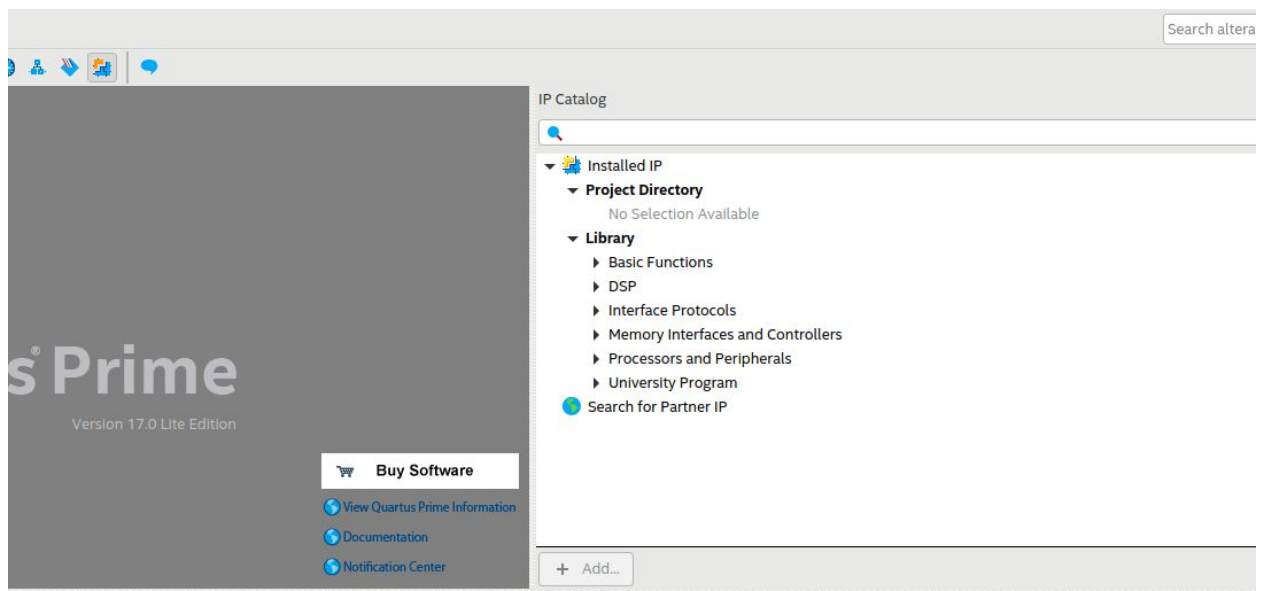 Search altera
IP Catalog
Installed IP
Project Directory
No Selection Available
Library
Basic Functions
DSP
Interface Protocols
Memory Interfaces and Controllers
Processors and Peripherals
University Program
Search for Partner IP
s® Prime
Version 17.0 Lite Edition
Buy Software
View Quartus Prime Information
Documentation
Notification Center
+ Add...